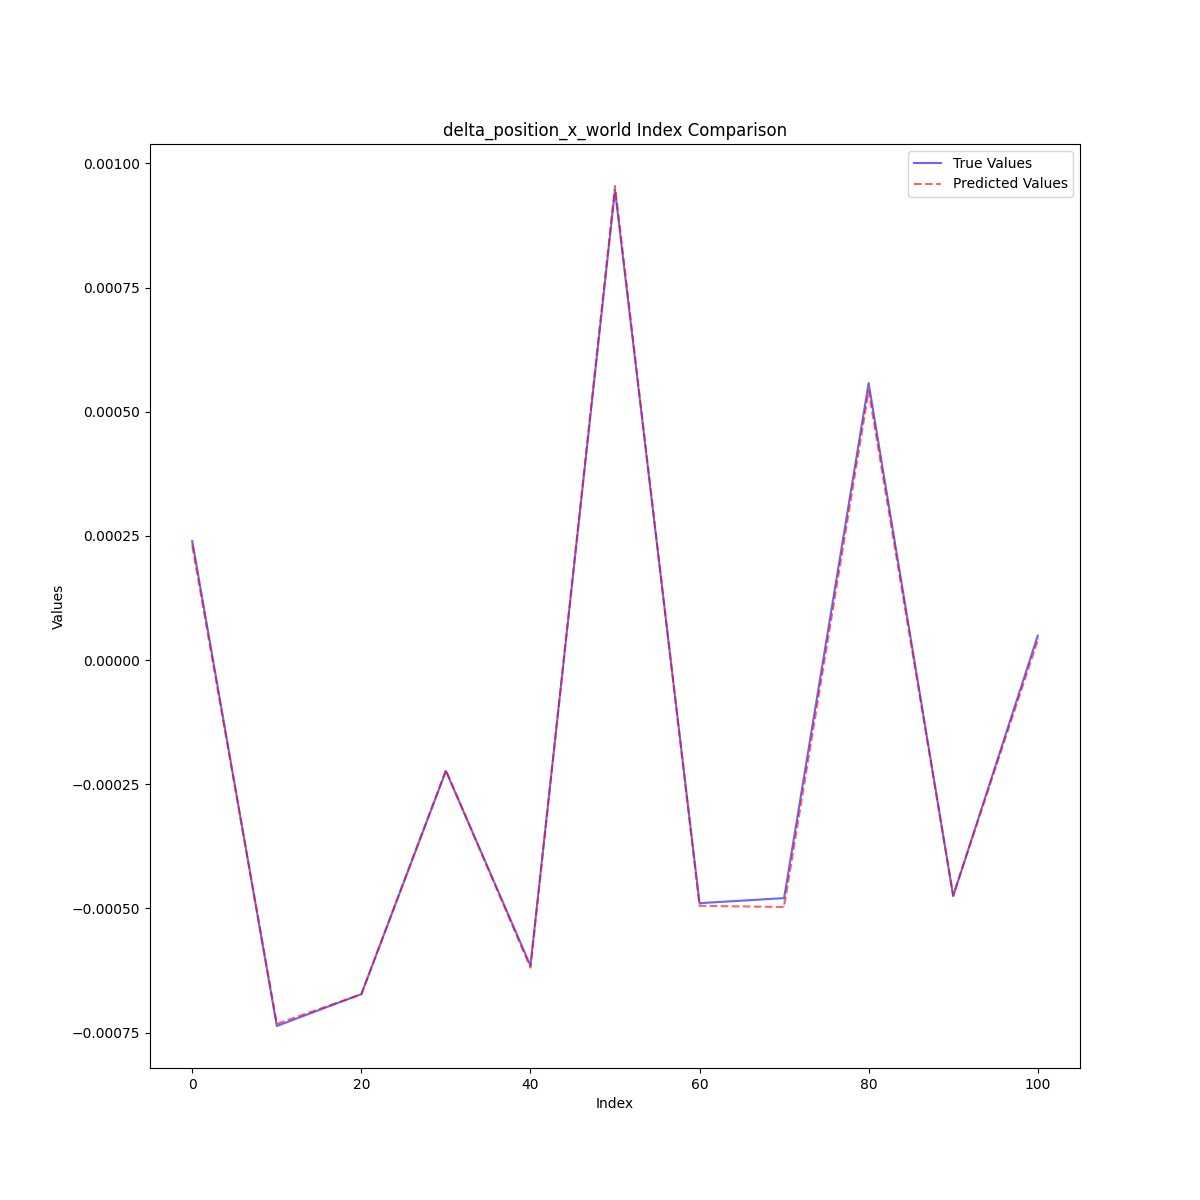 delta_position_x_world Index Comparison
True Values
Predicted Values
0.00100
0.00075
0.00050
0.00025
0.00000
−0.00025
−0.00050
−0.00075
Values
0 20 40 60 80 100
Index